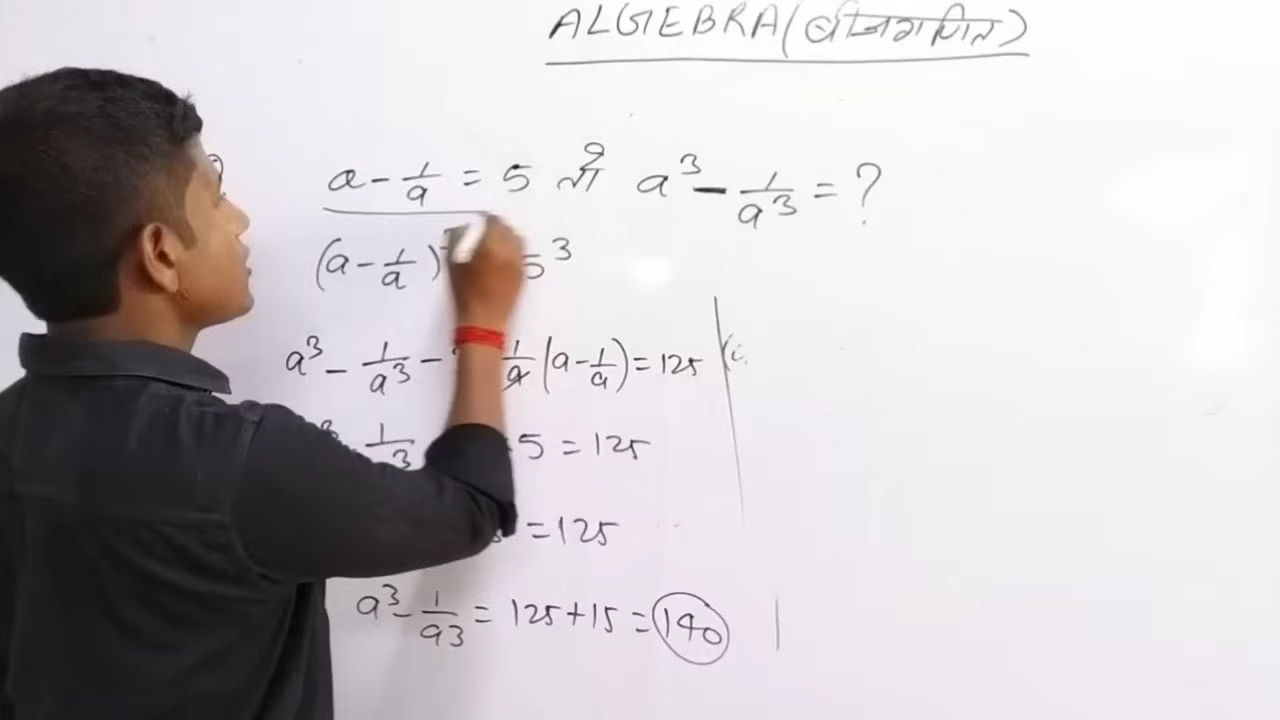 ALGEBRA (बीजगणित)
a - 1/a = 5 तो a³ - 1/a³ = ?
(a - 1/a) 5³
a³ - 1/a³ - 1/a (a - 1/a) = 125
1/3 5 = 125
= 125
a³ - 1/a3 = 125 + 15 = 140